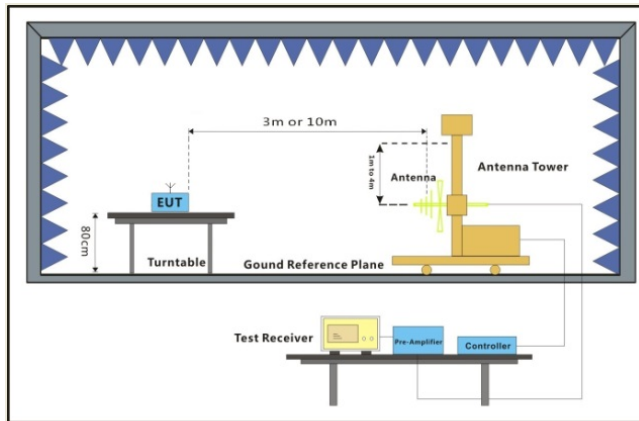 3m or 10m
1m to 4m
Antenna Tower
Antenna
EUT
80cm
Turntable
Gound Reference Plane
Test Receiver
Pre-Amplifier
Controller